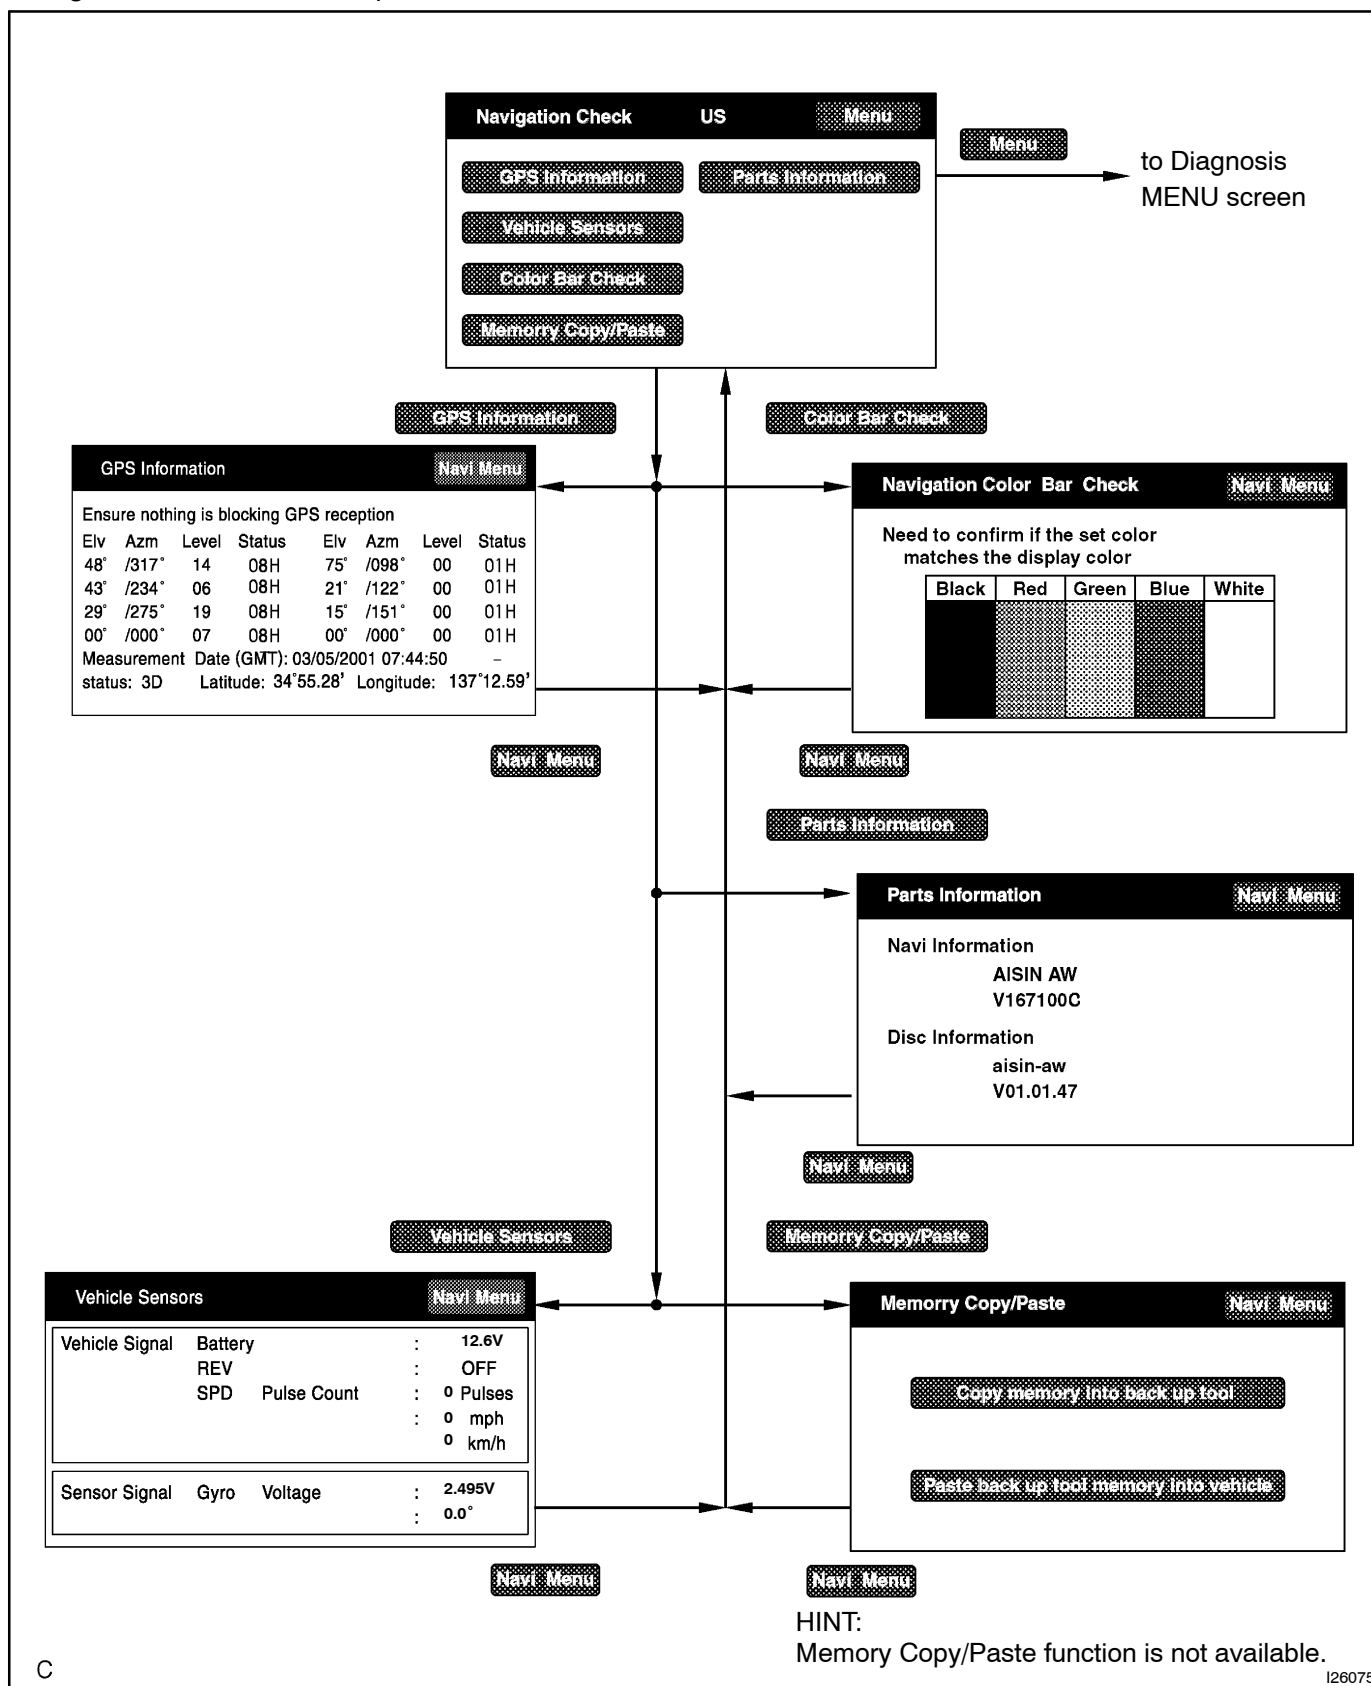 Navigation Check US Menu
GPS Information Parts Information
Vehicle Sensors
Color Bar Check
Memorry Copy/Paste
Menu
to Diagnosis
MENU screen
GPS Information
Color Bar Check
GPS Information Navi Menu
Ensure nothing is blocking GPS reception
Elv Azm Level Status Elv Azm Level Status
48° /317° 14 08H 75° /098° 00 01H
43° /234° 06 08H 21° /122° 00 01H
29° /275° 19 08H 15° /151° 00 01H
00° /000° 07 08H 00° /000° 00 01H
Measurement Date (GMT): 03/05/2001 07:44:50 –
status: 3D Latitude: 34°55.28' Longitude: 137°12.59'
Navi Menu
Navigation Color Bar Check Navi Menu
Need to confirm if the set color
matches the display color
Black Red Green Blue White
Navi Menu
Parts Information
Parts Information Navi Menu
Navi Information
AISIN AW
V167100C
Disc Information
aisin-aw
V01.01.47
Navi Menu
Vehicle Sensors
Memorry Copy/Paste
Vehicle Sensors Navi Menu
Vehicle Signal Battery : 12.6V
REV : OFF
SPD Pulse Count : 0 Pulses
: 0 mph
0 km/h
Sensor Signal Gyro Voltage : 2.495V
: 0.0°
Navi Menu
Memorry Copy/Paste Navi Menu
Copy memory into back up tool
Paste back up tool memory into vehicle
Navi Menu
HINT:
Memory Copy/Paste function is not available.
C
I26075